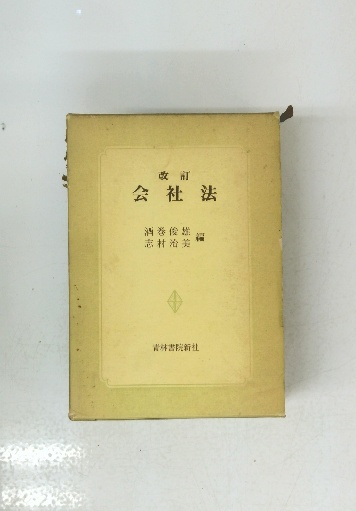 改訂
会社法
酒巻俊雄
志村治美
編
青林書院新社